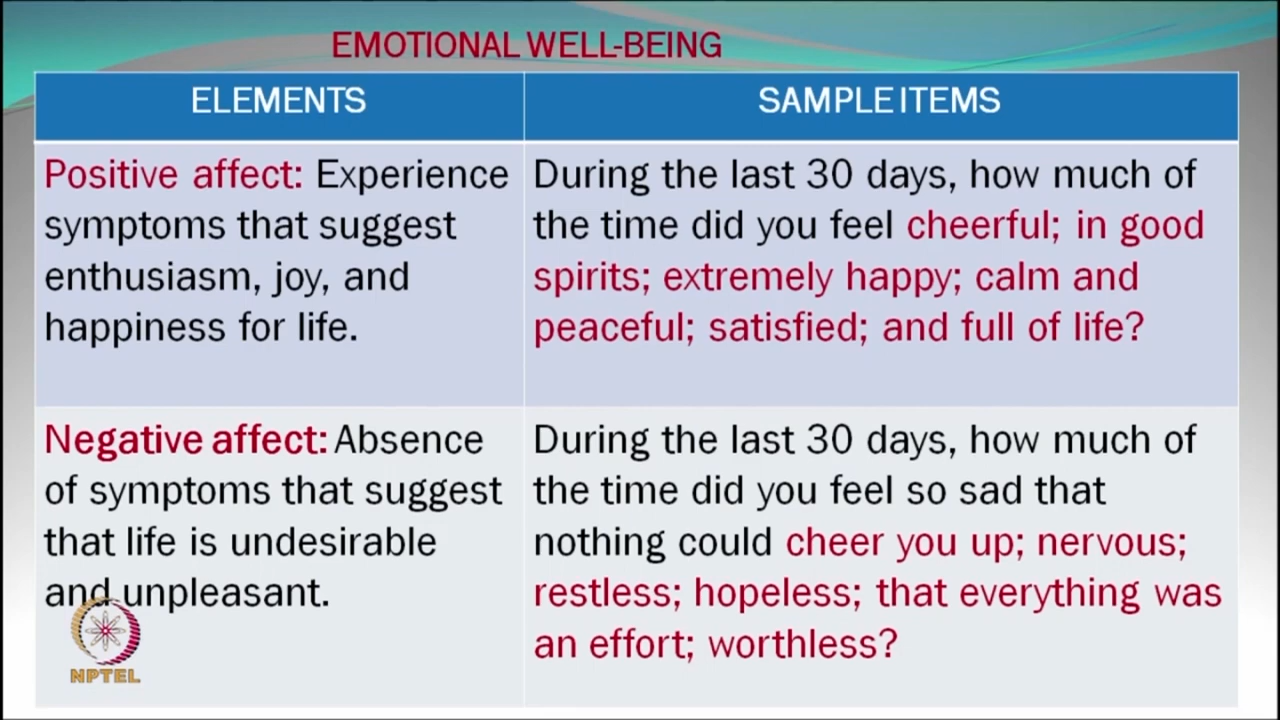 EMOTIONAL WELL-BEING
ELEMENTS
SAMPLE ITEMS
Positive affect: Experience
symptoms that suggest
enthusiasm, joy, and
happiness for life.
During the last 30 days, how much of
the time did you feel cheerful; in good
spirits; extremely happy; calm and
peaceful; satisfied; and full of life?
Negative affect: Absence
of symptoms that suggest
that life is undesirable
and unpleasant.
During the last 30 days, how much of
the time did you feel so sad that
nothing could cheer you up; nervous;
restless; hopeless; that everything was
an effort; worthless?
NPTEL